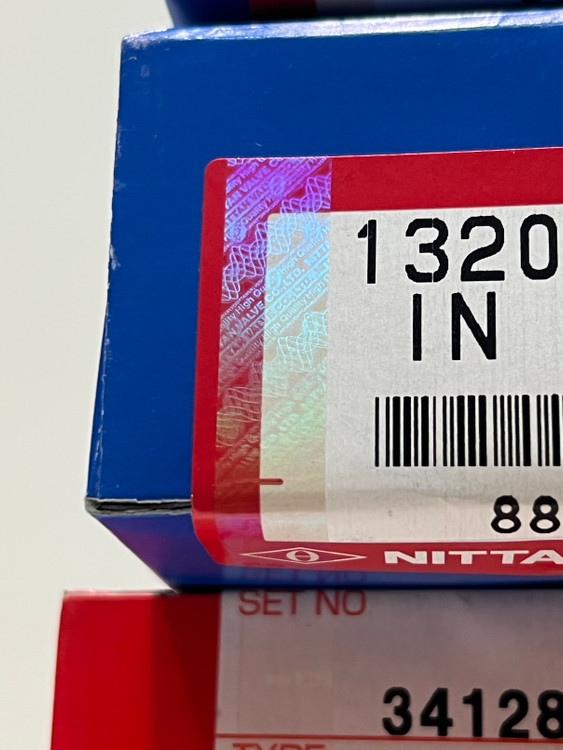 1320
IN
88
NITTA
SET NO
34128